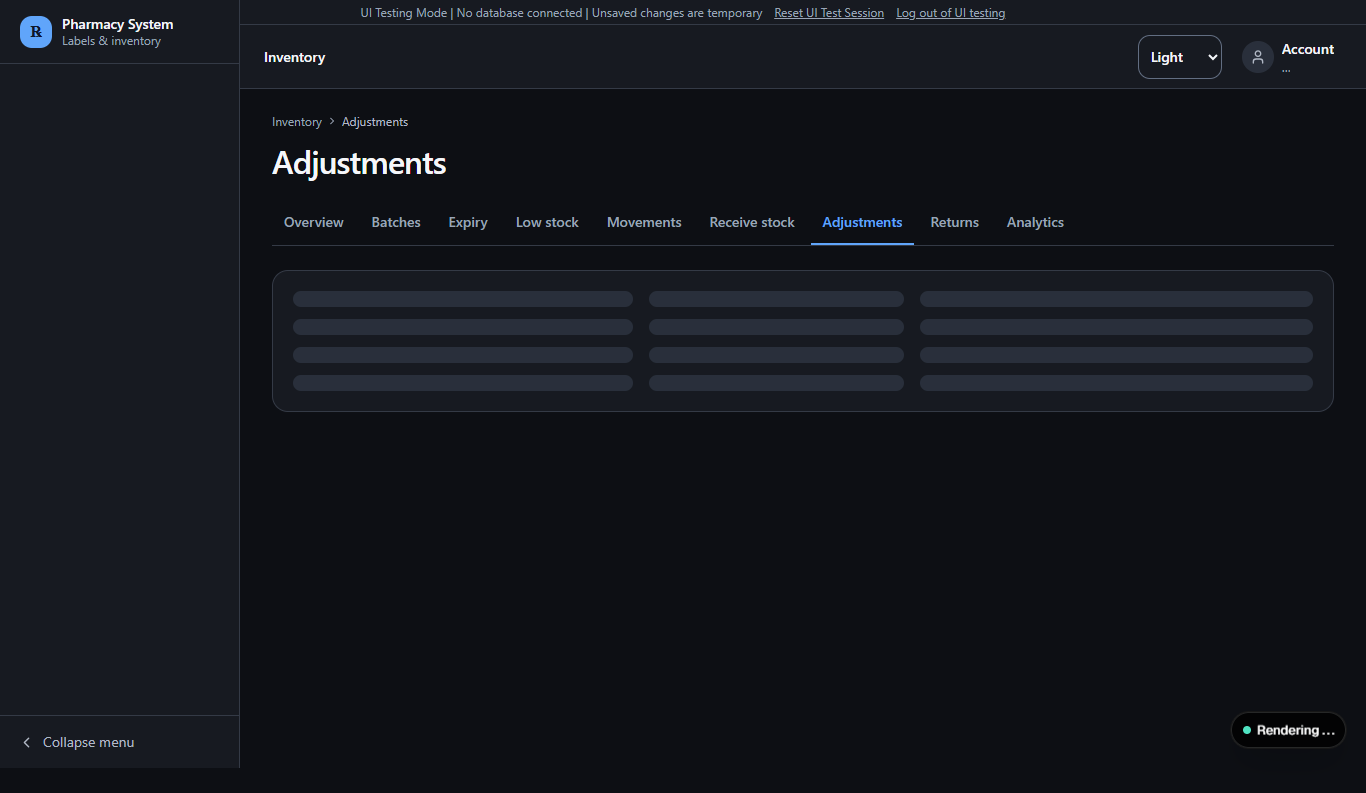 ℞
Pharmacy System
Labels & inventory
UI Testing Mode | No database connected | Unsaved changes are temporary Reset UI Test Session Log out of UI testing
Inventory
Light
Account
...
Inventory > Adjustments
Adjustments
Overview Batches Expiry Low stock Movements Receive stock Adjustments Returns Analytics
Collapse menu
Rendering ...